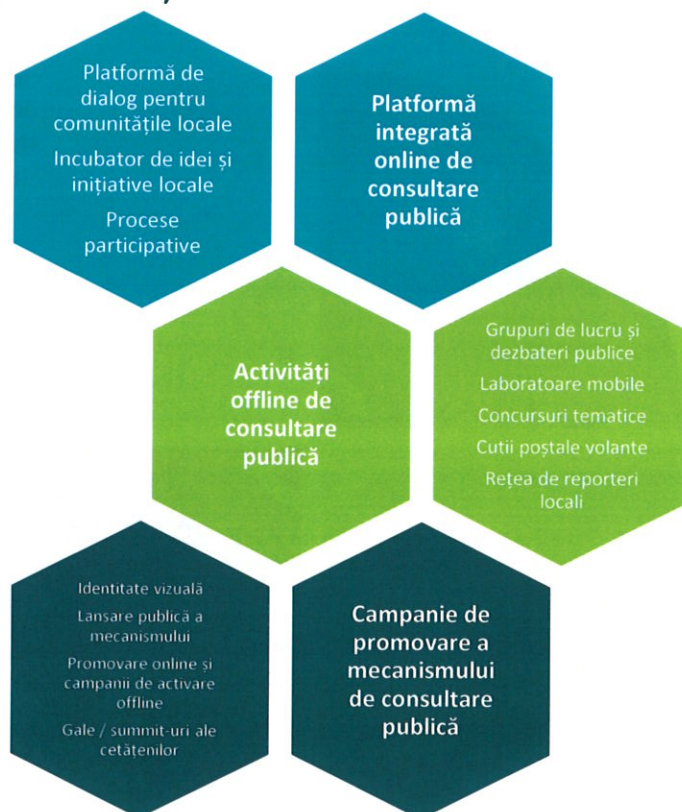 Platformă de
dialog pentru
comunitățile locale
Incubator de idei și
inițiative locale
Procese
participative
Platformă
integrată
online de
consultare
publică
Activități
offline de
consultare
publică
Grupuri de lucru și
dezbateri publice
Laboratoare mobile
Concursuri tematice
Cutii poștale volante
Rețea de reporteri
locali
Identitate vizuală
Lansare publică a
mecanismului
Promovare online și
campanii de activare
offline
Gale / summit-uri ale
cetățenilor
Campanie de
promovare a
mecanismului
de consultare
publică